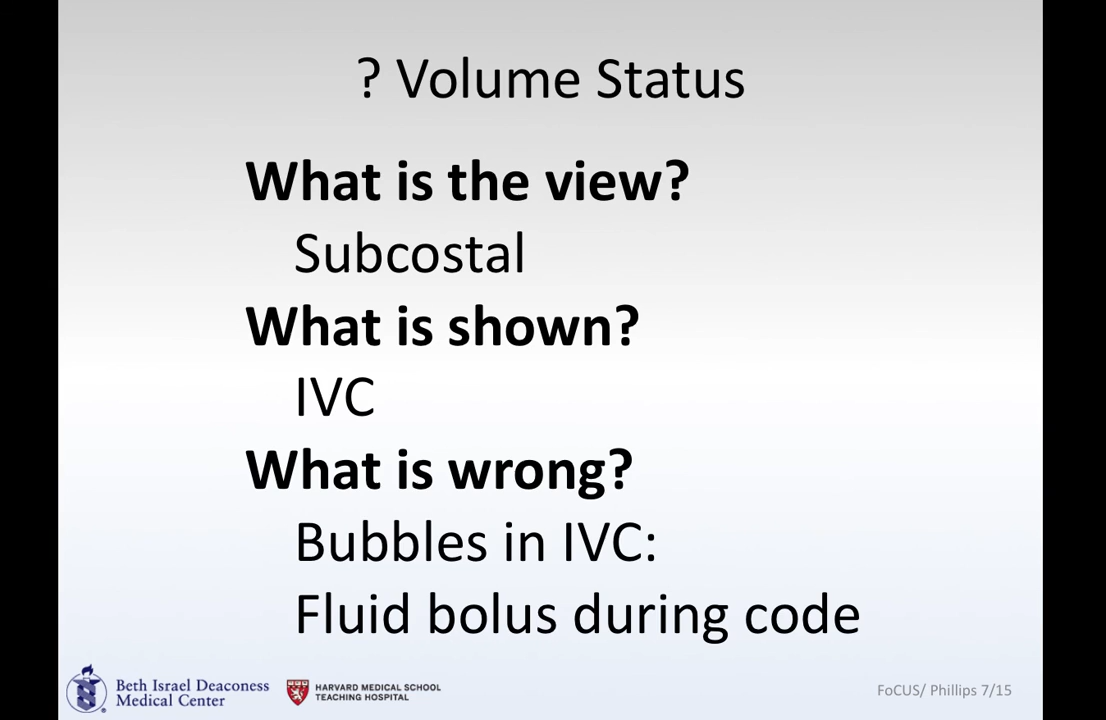 ? Volume Status
What is the view?
Subcostal
What is shown?
IVC
What is wrong?
Bubbles in IVC:
Fluid bolus during code
Beth Israel Deaconess
Medical Center
HARVARD MEDICAL SCHOOL
TEACHING HOSPITAL
FoCUS/ Phillips 7/15